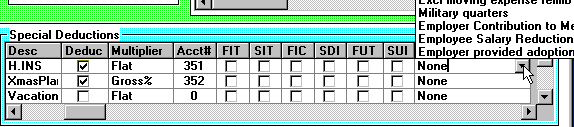 Excl moving expense reimb
Military quarters
Employer Contribution to Me
Employee Salary Reduction
Employer provided adoption
Special Deductions
Desc Deduc Multiplier Acct# FIT SIT FIC SDI FUT SUI
H.INS Flat 351 None
XmasPla Gross% 352 None
Vacation Flat 0 None